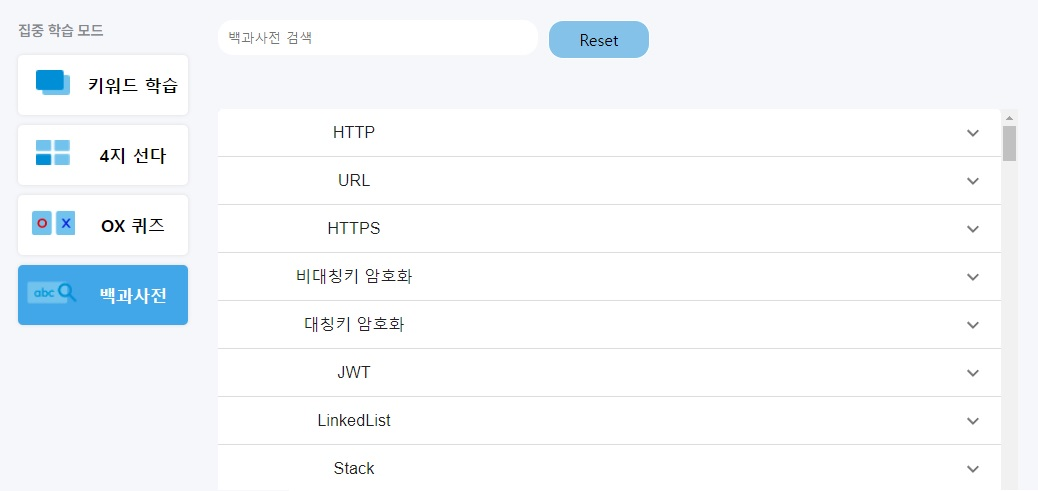 집중 학습 모드
키워드 학습
4지 선다
O X OX 퀴즈
abc 백과사전
백과사전 검색
Reset
HTTP
URL
HTTPS
비대칭키 암호화
대칭키 암호화
JWT
LinkedList
Stack